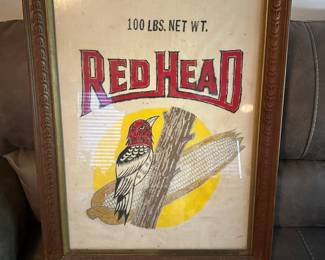 100 LBS. NET WT.
RED HEAD